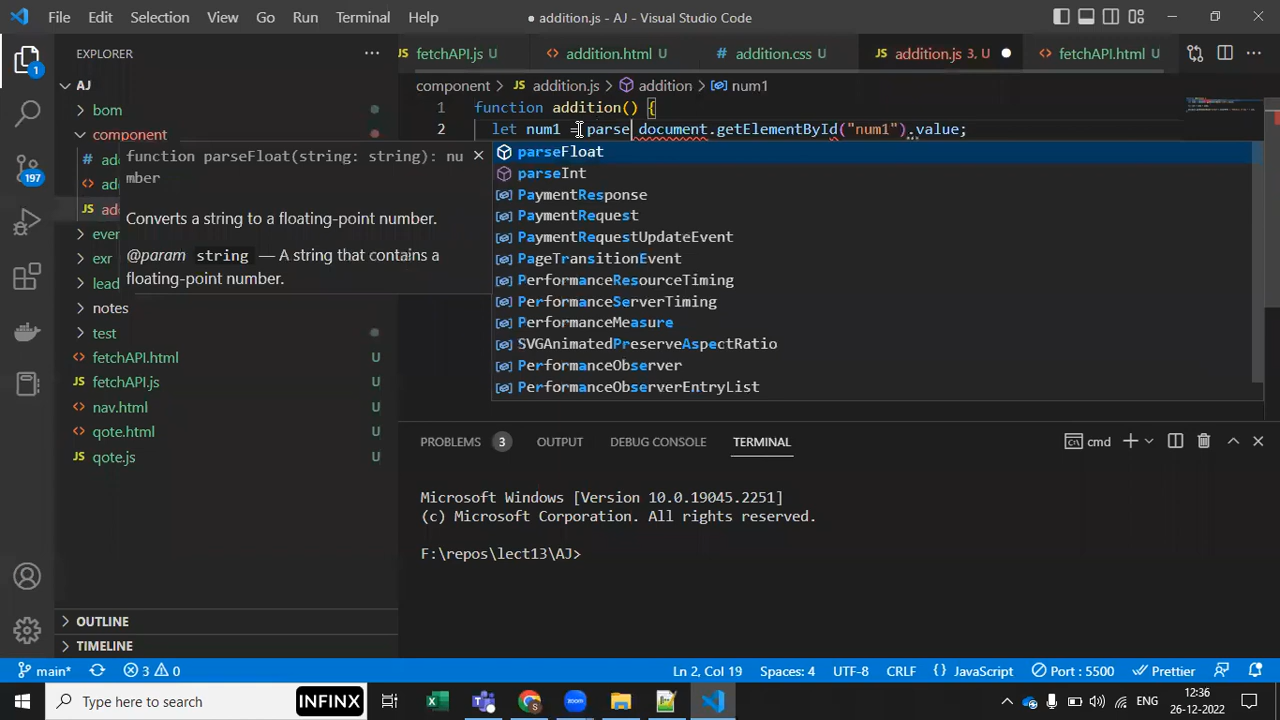 File Edit Selection View Go Run Terminal Help
● addition.js - AJ - Visual Studio Code
EXPLORER
fetchAPI.js
addition.html
addition.css
addition.js 3, U
fetchAPI.html
AJ
component > addition.js > addition > num1
bom
component
notes
test
fetchAPI.html U
fetchAPI.js U
nav.html U
qote.html U
qote.js U
1 function addition() {
2 let num1 = parse document.getElementById("num1").value;
function parseFloat(string: string): nu
mber
Converts a string to a floating-point number.
@param string — A string that contains a
floating-point number.
parseFloat
parseInt
PaymentResponse
PaymentRequest
PaymentRequestUpdateEvent
PageTransitionEvent
PerformanceResourceTiming
PerformanceServerTiming
PerformanceMeasure
SVGAnimatedPreserveAspectRatio
PerformanceObserver
PerformanceObserverEntryList
PROBLEMS 3 OUTPUT DEBUG CONSOLE TERMINAL
cmd
Microsoft Windows [Version 10.0.19045.2251]
(c) Microsoft Corporation. All rights reserved.
F:\repos\lect13\AJ>
OUTLINE
TIMELINE
1
197
main* 3 0
Ln 2, Col 19 Spaces: 4 UTF-8 CRLF JavaScript Port : 5500 Prettier
Type here to search
INFINX
ENG
12:36
26-12-2022